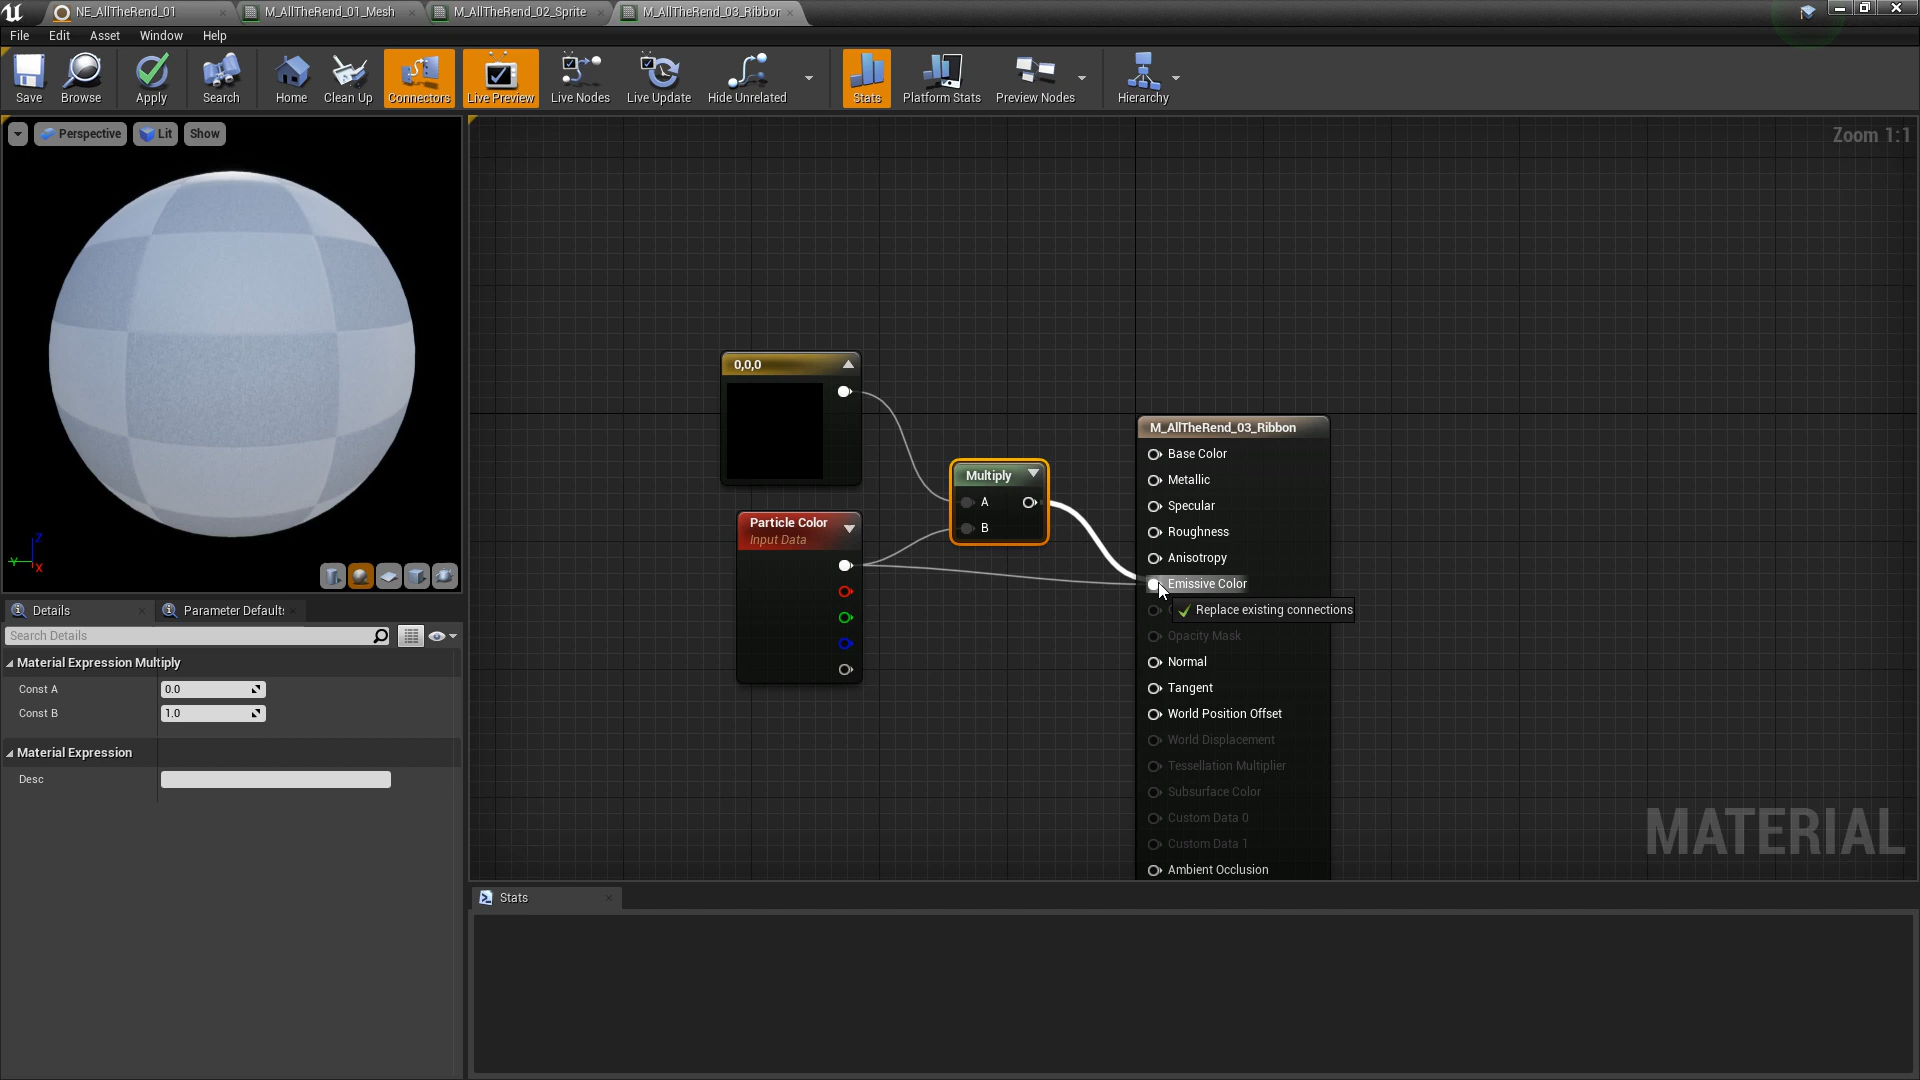 NE_AllTheRend_01
M_AllTheRend_01_Mesh
M_AllTheRend_02_Sprite
M_AllTheRend_03_Ribbor
File Edit Asset Window Help
Save Browse Apply Search Home Clean Up Connectors Live Preview Live Nodes Live Update Hide Unrelated Stats Platform Stats Preview Nodes Hierarchy
Perspective Lit Show
Zoom 1:1
0,0,0
Particle Color
Input Data
Multiply
A
B
M_AllTheRend_03_Ribbon
Base Color
Metallic
Specular
Roughness
Anisotropy
Emissive Color
Replace existing connections
Opacity Mask
Normal
Tangent
World Position Offset
World Displacement
Tessellation Multiplier
Subsurface Color
Custom Data 0
Custom Data 1
Ambient Occlusion
MATERIAL
Z
Y
X
Details
Parameter Default
Search Details
Material Expression Multiply
Const A 0.0
Const B 1.0
Material Expression
Desc
Stats